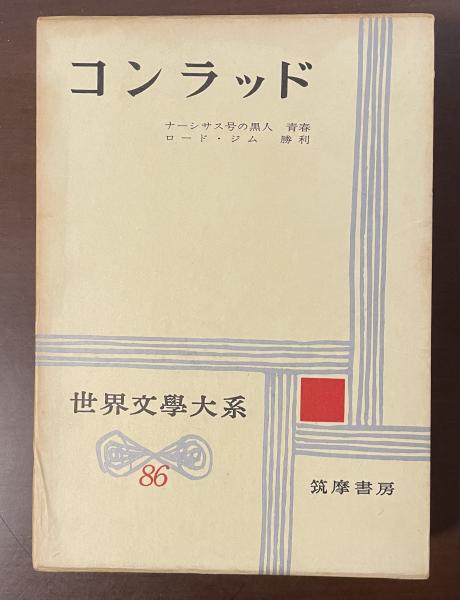 コンラッド
ナーシサス号の黒人 青春
ロード・ジム 勝利
世界文學大系
86
筑摩書房